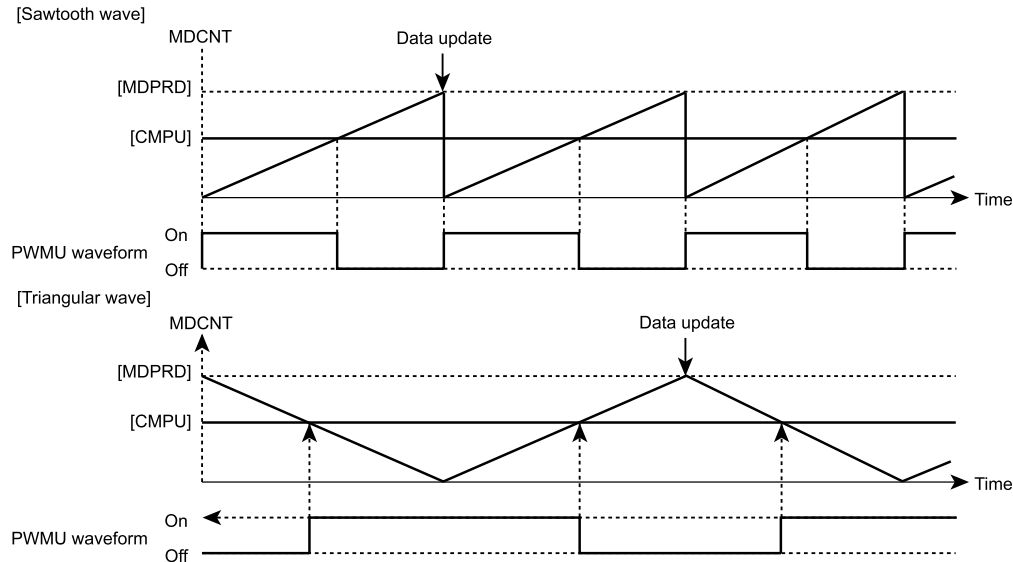 [Sawtooth wave]
MDCNT
Data update
[MDPRD]
[CMPU]
Time
On
PWMU waveform
Off
[Triangular wave]
MDCNT
Data update
[MDPRD]
[CMPU]
Time
On
PWMU waveform
Off